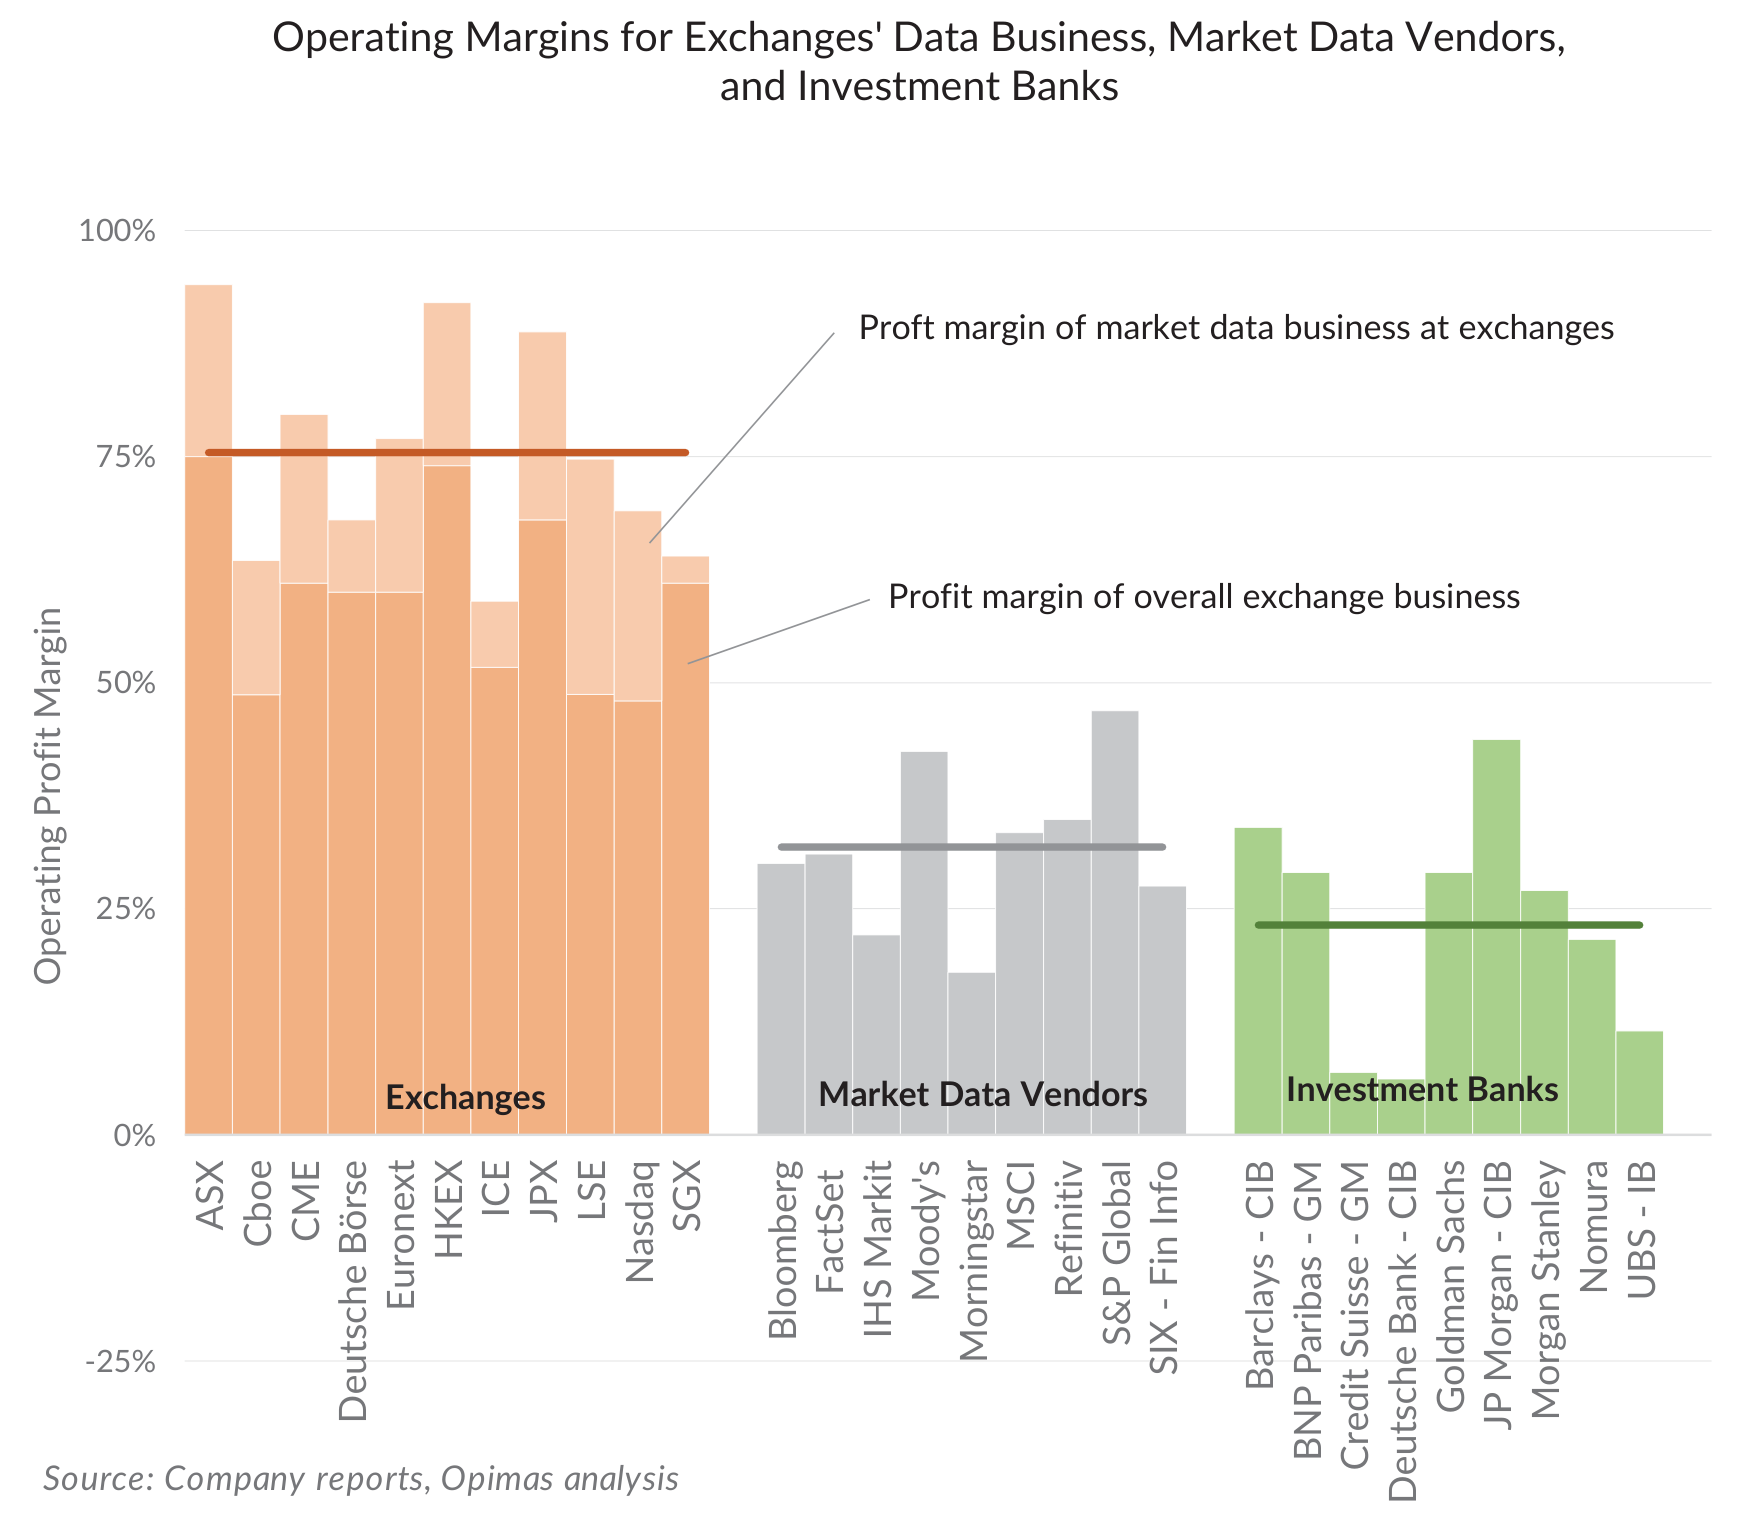 Operating Margins for Exchanges' Data Business, Market Data Vendors,
and Investment Banks
100%
75%
50%
25%
0%
-25%
Operating Profit Margin
Proft margin of market data business at exchanges
Profit margin of overall exchange business
Exchanges
Market Data Vendors
Investment Banks
ASX
Cboe
CME
Deutsche Börse
Euronext
HKEX
ICE
JPX
LSE
Nasdaq
SGX
Bloomberg
FactSet
IHS Markit
Moody's
Morningstar
MSCI
Refinitiv
S&P Global
SIX - Fin Info
Barclays - CIB
BNP Paribas - GM
Credit Suisse - GM
Deutsche Bank - CIB
Goldman Sachs
JP Morgan - CIB
Morgan Stanley
Nomura
UBS - IB
Source: Company reports, Opimas analysis